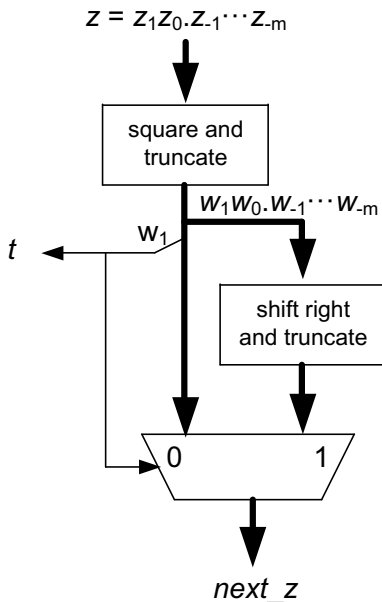 z = z₁z₀.z₋₁···z₋ₘ
square and
truncate
w₁w₀.w₋₁···w₋ₘ
w₁
t
shift right
and truncate
0 1
next_z